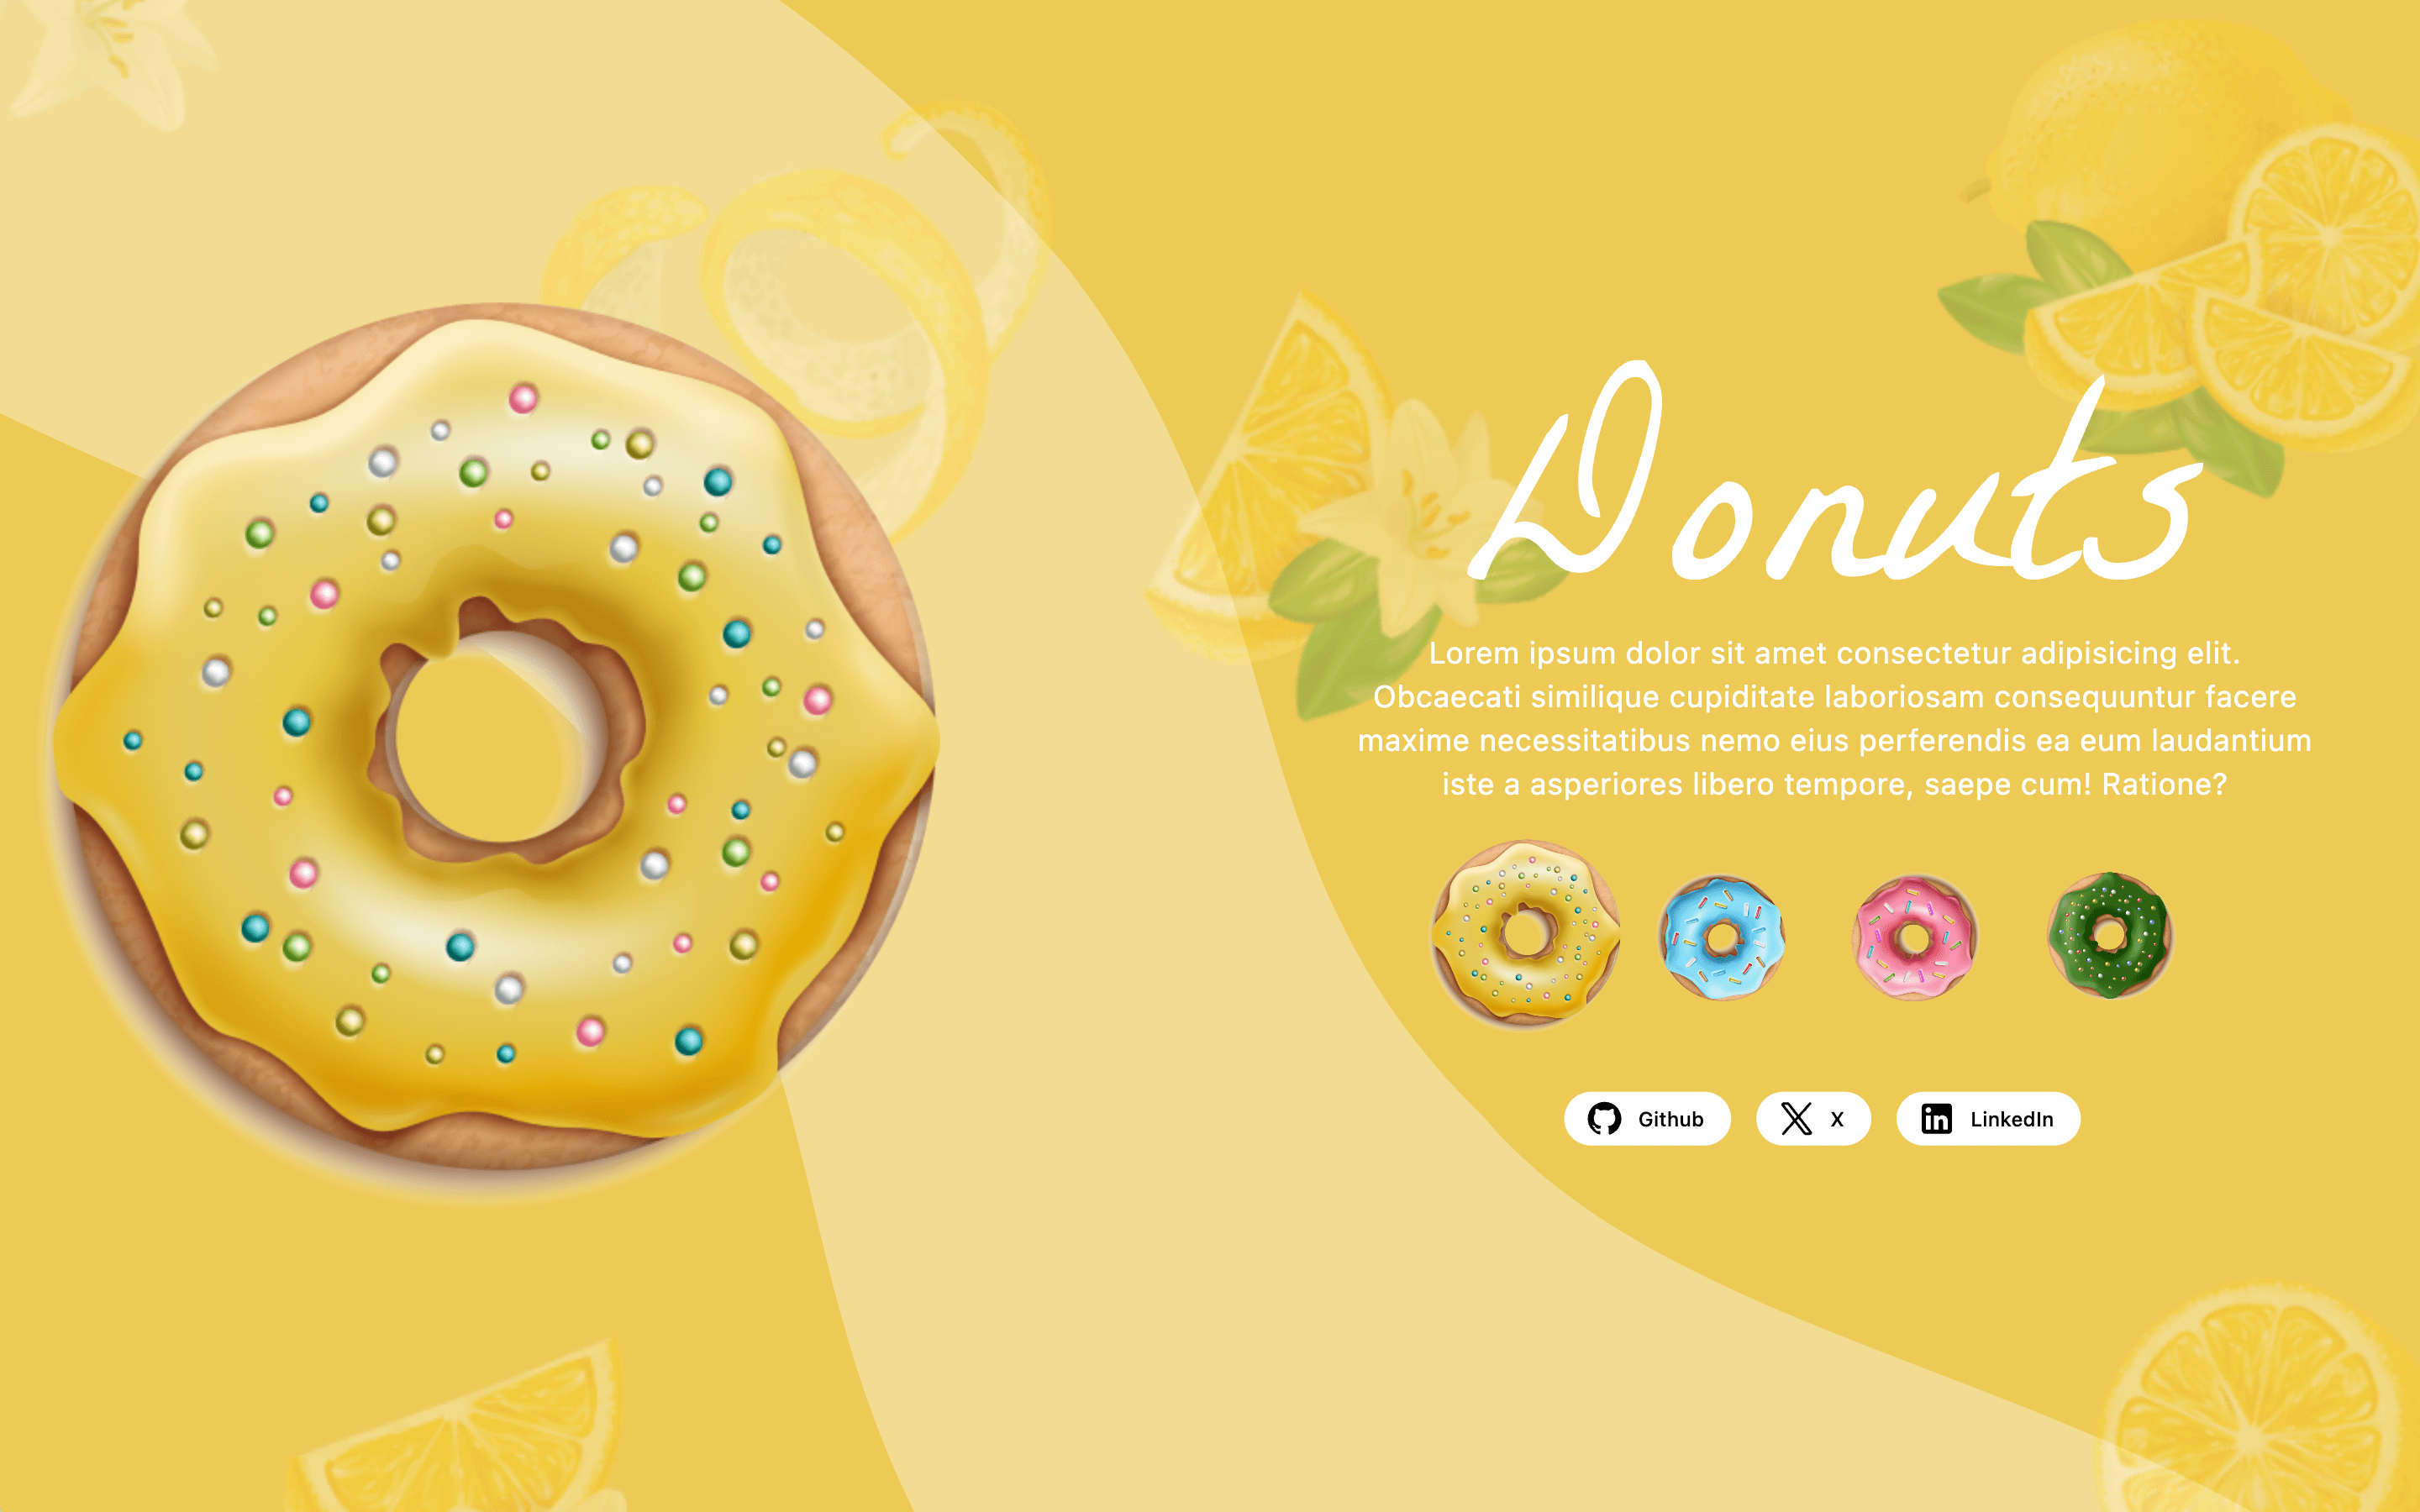 Donuts
Lorem ipsum dolor sit amet consectetur adipisicing elit.
Obcaecati similique cupiditate laboriosam consequuntur facere
maxime necessitatibus nemo eius perferendis ea eum laudantium
iste a asperiores libero tempore, saepe cum! Ratione?
Github
X
LinkedIn